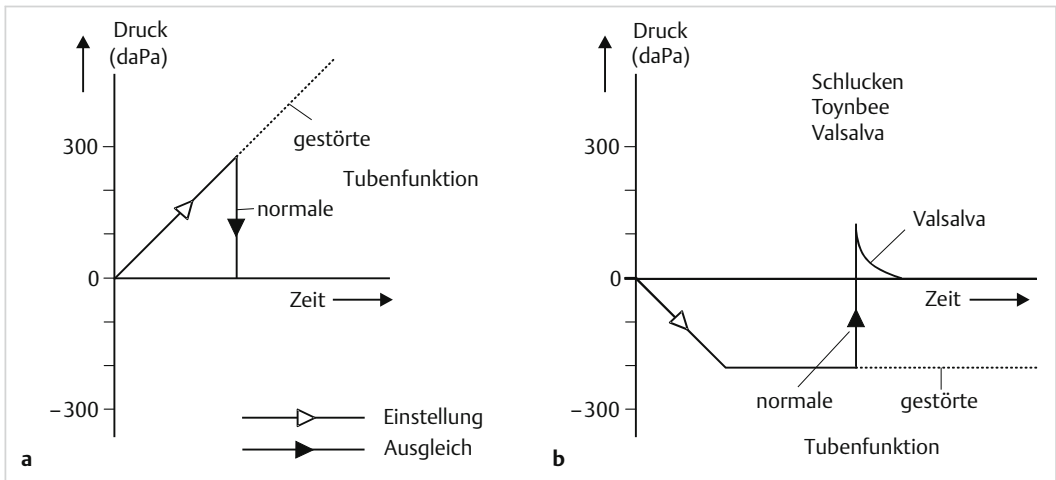 Druck
(daPa)
300
0
–300
gestörte
Tubenfunktion
normale
Zeit
Einstellung
Ausgleich
a
Druck
(daPa)
Schlucken
Toynbee
Valsalva
300
0
–300
Valsalva
Zeit
normale
gestörte
Tubenfunktion
b